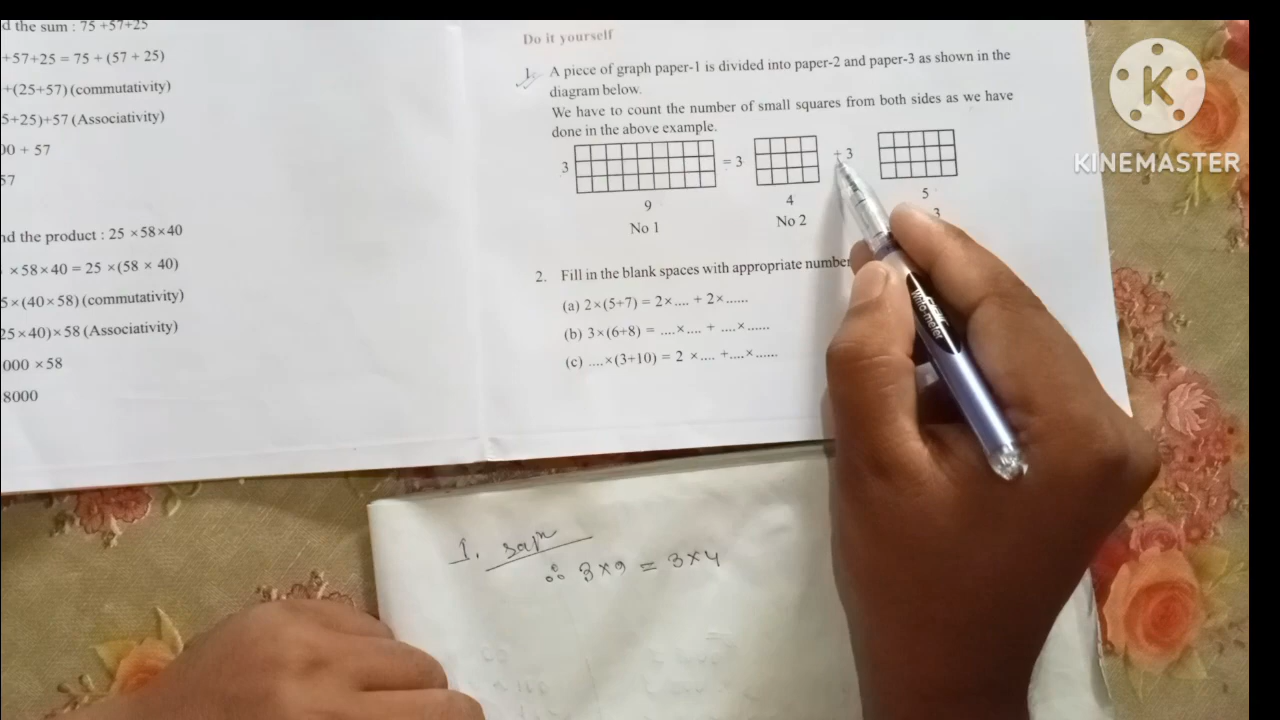 d the sum : 75 +57+25
+57+25 = 75 + (57 + 25)
+(25+57) (commutativity)
5+25)+57 (Associativity)
00 + 57
57
nd the product : 25 ×58×40
×58×40 = 25 ×(58 × 40)
5×(40×58) (commutativity)
25×40)×58 (Associativity)
000 ×58
8000
Do it yourself
1. A piece of graph paper-1 is divided into paper-2 and paper-3 as shown in the
diagram below.
We have to count the number of small squares from both sides as we have
done in the above example.
3 = 3 + 3
9 4 5
No 1 No 2 3
2. Fill in the blank spaces with appropriate number
(a) 2×(5+7) = 2×.... + 2×......
(b) 3×(6+8) = ....×.... + ....×......
(c) ....×(3+10) = 2 ×.... +....×......
KINEMASTER
1.
∴ 3×9 = 3×4